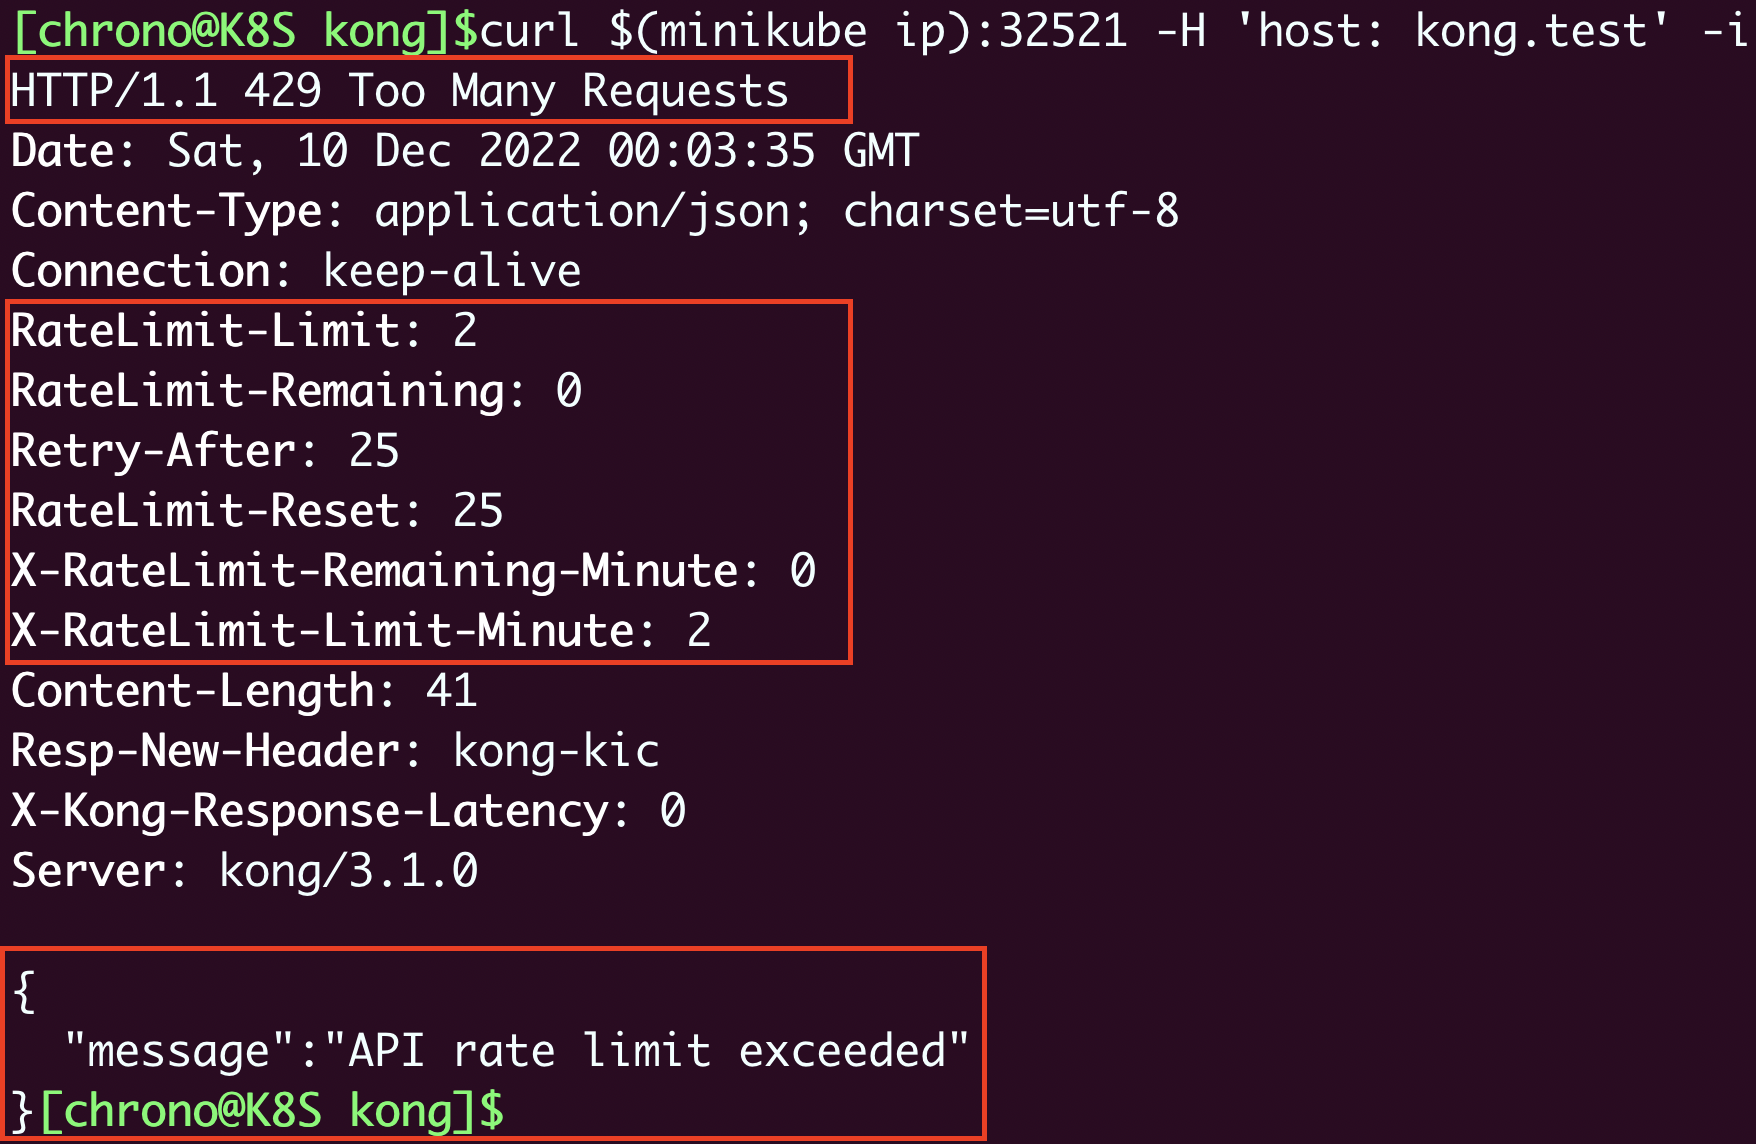 [chrono@K8S kong]$curl $(minikube ip):32521 -H 'host: kong.test' -i
HTTP/1.1 429 Too Many Requests
Date: Sat, 10 Dec 2022 00:03:35 GMT
Content-Type: application/json; charset=utf-8
Connection: keep-alive
RateLimit-Limit: 2
RateLimit-Remaining: 0
Retry-After: 25
RateLimit-Reset: 25
X-RateLimit-Remaining-Minute: 0
X-RateLimit-Limit-Minute: 2
Content-Length: 41
Resp-New-Header: kong-kic
X-Kong-Response-Latency: 0
Server: kong/3.1.0
{
  "message":"API rate limit exceeded"
}[chrono@K8S kong]$